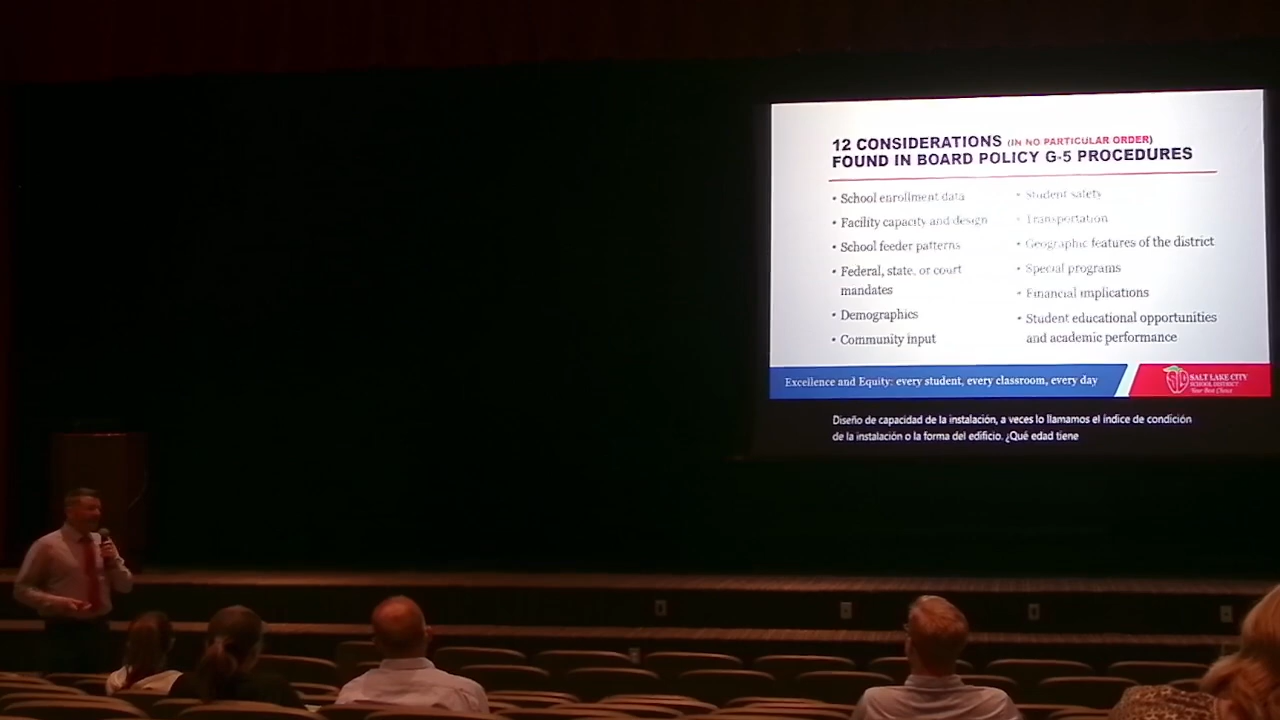 12 CONSIDERATIONS (IN NO PARTICULAR ORDER)
FOUND IN BOARD POLICY G-5 PROCEDURES
• School enrollment data
• Facility capacity and design
• School feeder patterns
• Federal, state, or court
mandates
• Demographics
• Community input
• Student safety
• Transportation
• Geographic features of the district
• Special programs
• Financial implications
• Student educational opportunities
and academic performance
Excellence and Equity: every student, every classroom, every day
SALT LAKE CITY
SCHOOL DISTRICT
Your Best Choice
Diseño de capacidad de la instalación, a veces lo llamamos el índice de condición
de la instalación o la forma del edificio. ¿Qué edad tiene